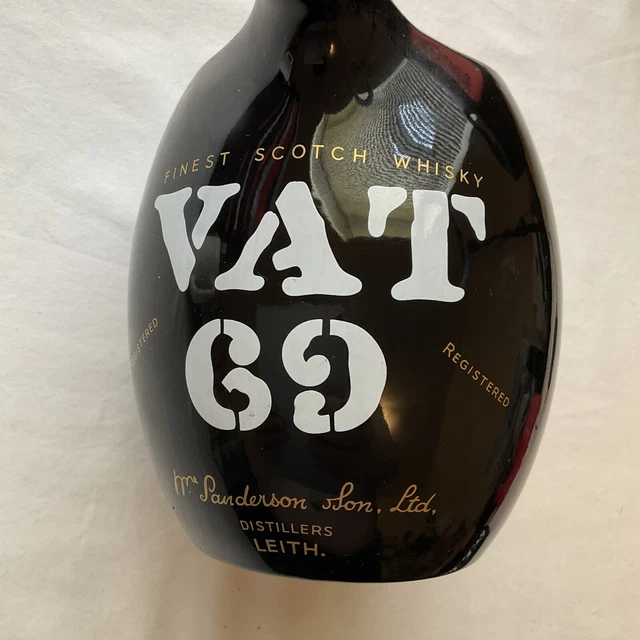 FINEST SCOTCH WHISKY
VAT
69
REGISTERED
REGISTERED
Wm Sanderson & Son, Ltd,
DISTILLERS
LEITH.